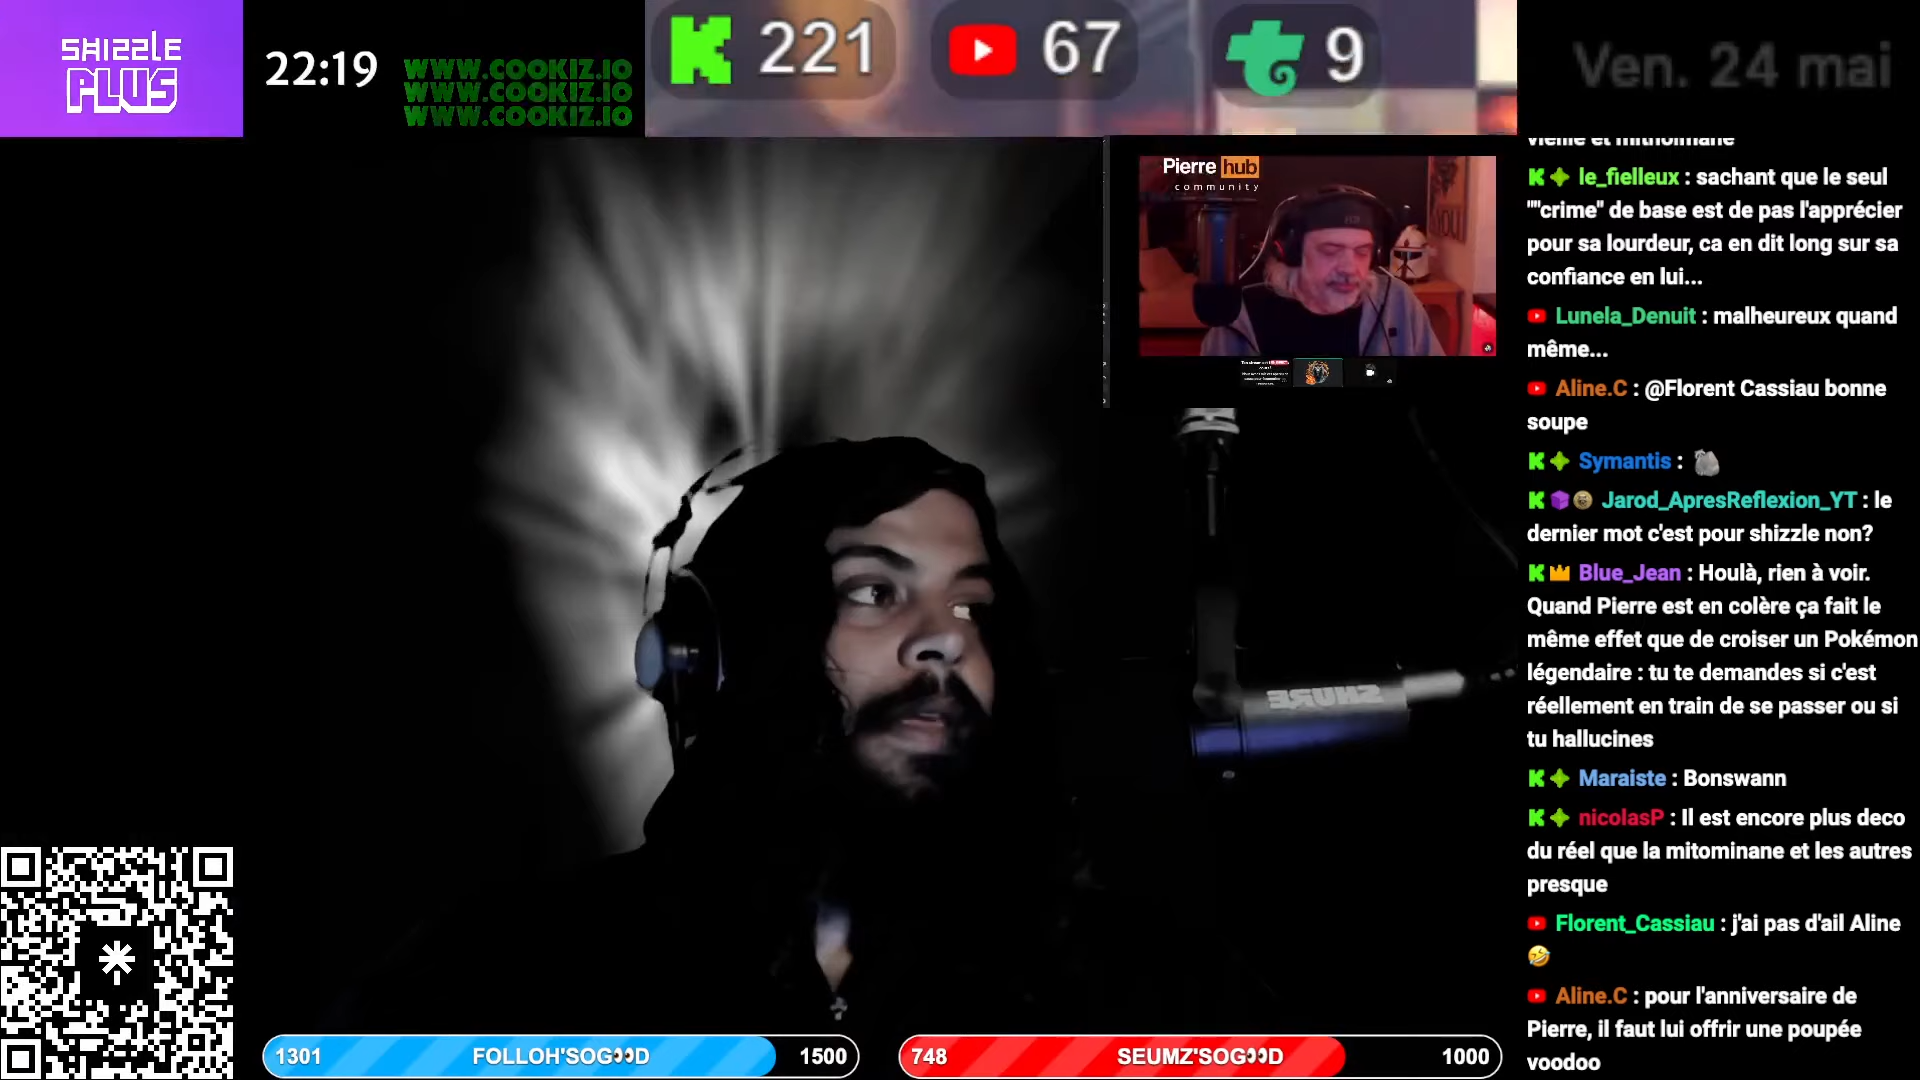 SHIZZLE
PLUS
22:19
WWW.COOKIZ.IO
WWW.COOKIZ.IO
WWW.COOKIZ.IO
221
67
9
Ven. 24 mai
Pierre hub
community
SHURE
vieille et mithomane
le_fielleux : sachant que le seul
""crime" de base est de pas l'apprécier
pour sa lourdeur, ca en dit long sur sa
confiance en lui...
Lunela_Denuit : malheureux quand
même...
Aline.C : @Florent Cassiau bonne
soupe
Symantis :
Jarod_ApresReflexion_YT : le
dernier mot c'est pour shizzle non?
Blue_Jean : Houlà, rien à voir.
Quand Pierre est en colère ça fait le
même effet que de croiser un Pokémon
légendaire : tu te demandes si c'est
réellement en train de se passer ou si
tu hallucines
Maraiste : Bonswann
nicolasP : Il est encore plus deco
du réel que la mitominane et les autres
presque
Florent_Cassiau : j'ai pas d'ail Aline
🤣
Aline.C : pour l'anniversaire de
Pierre, il faut lui offrir une poupée
voodoo
1301 FOLLOH'SOG👀D 1500
748 SEUMZ'SOG👀D 1000